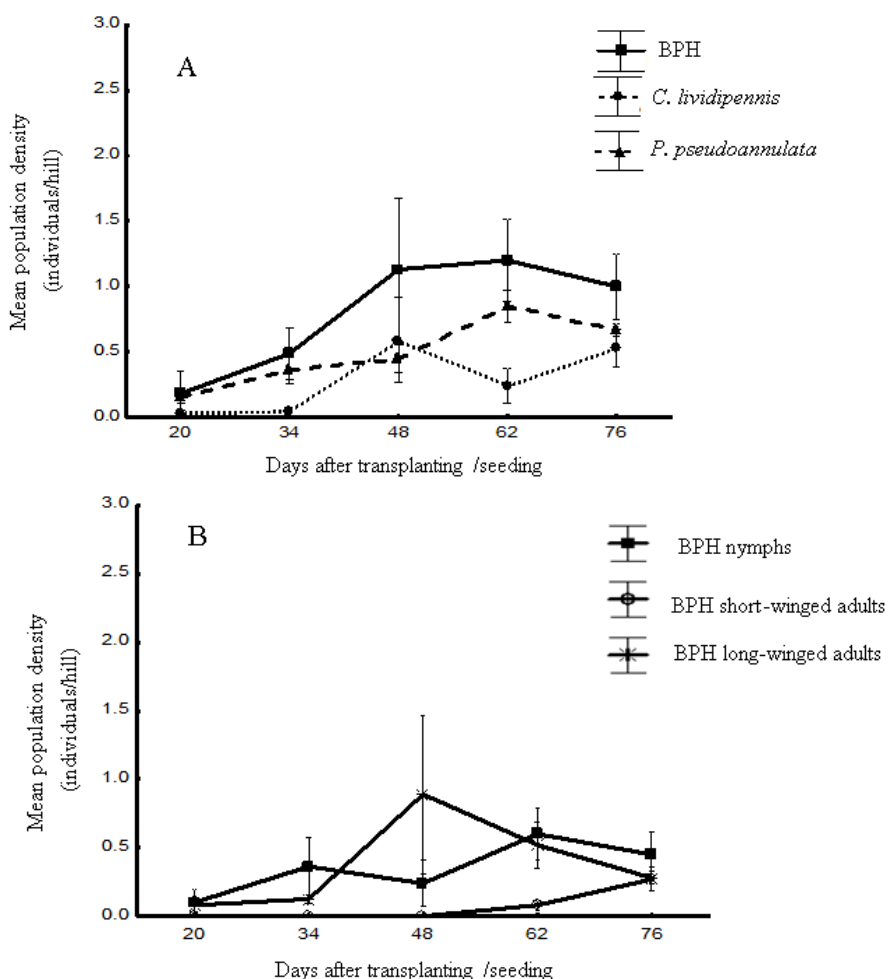 3.0
A
BPH
C. lividipennis
P. pseudoannulata
2.5
2.0
1.5
1.0
0.5
0.0
Mean population density
(individuals/hill)
20 34 48 62 76
Days after transplanting /seeding
3.0
B
BPH nymphs
BPH short-winged adults
BPH long-winged adults
2.5
2.0
1.5
1.0
0.5
0.0
Mean population density
(individuals/hill)
20 34 48 62 76
Days after transplanting /seeding